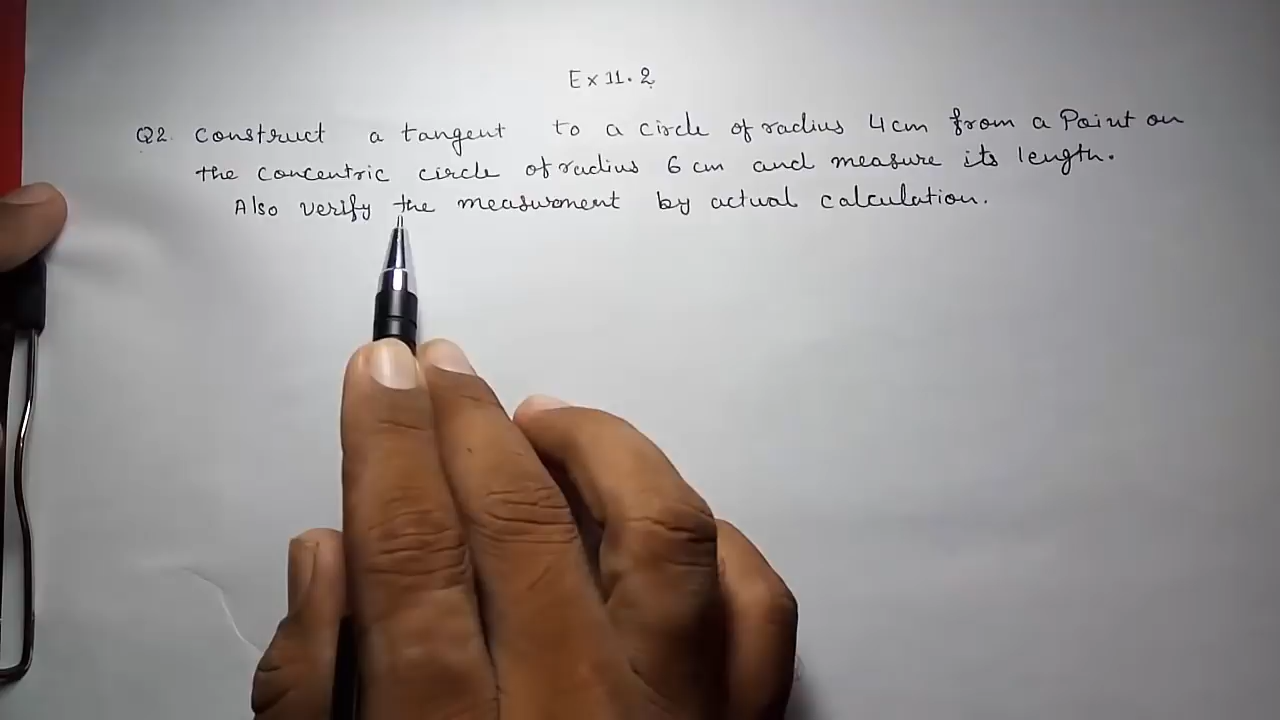 Ex 11.2
Q2. Construct a tangent to a circle of radius 4cm from a Point on
the concentric circle of radius 6 cm and measure its length.
Also verify the measurement by actual calculation.